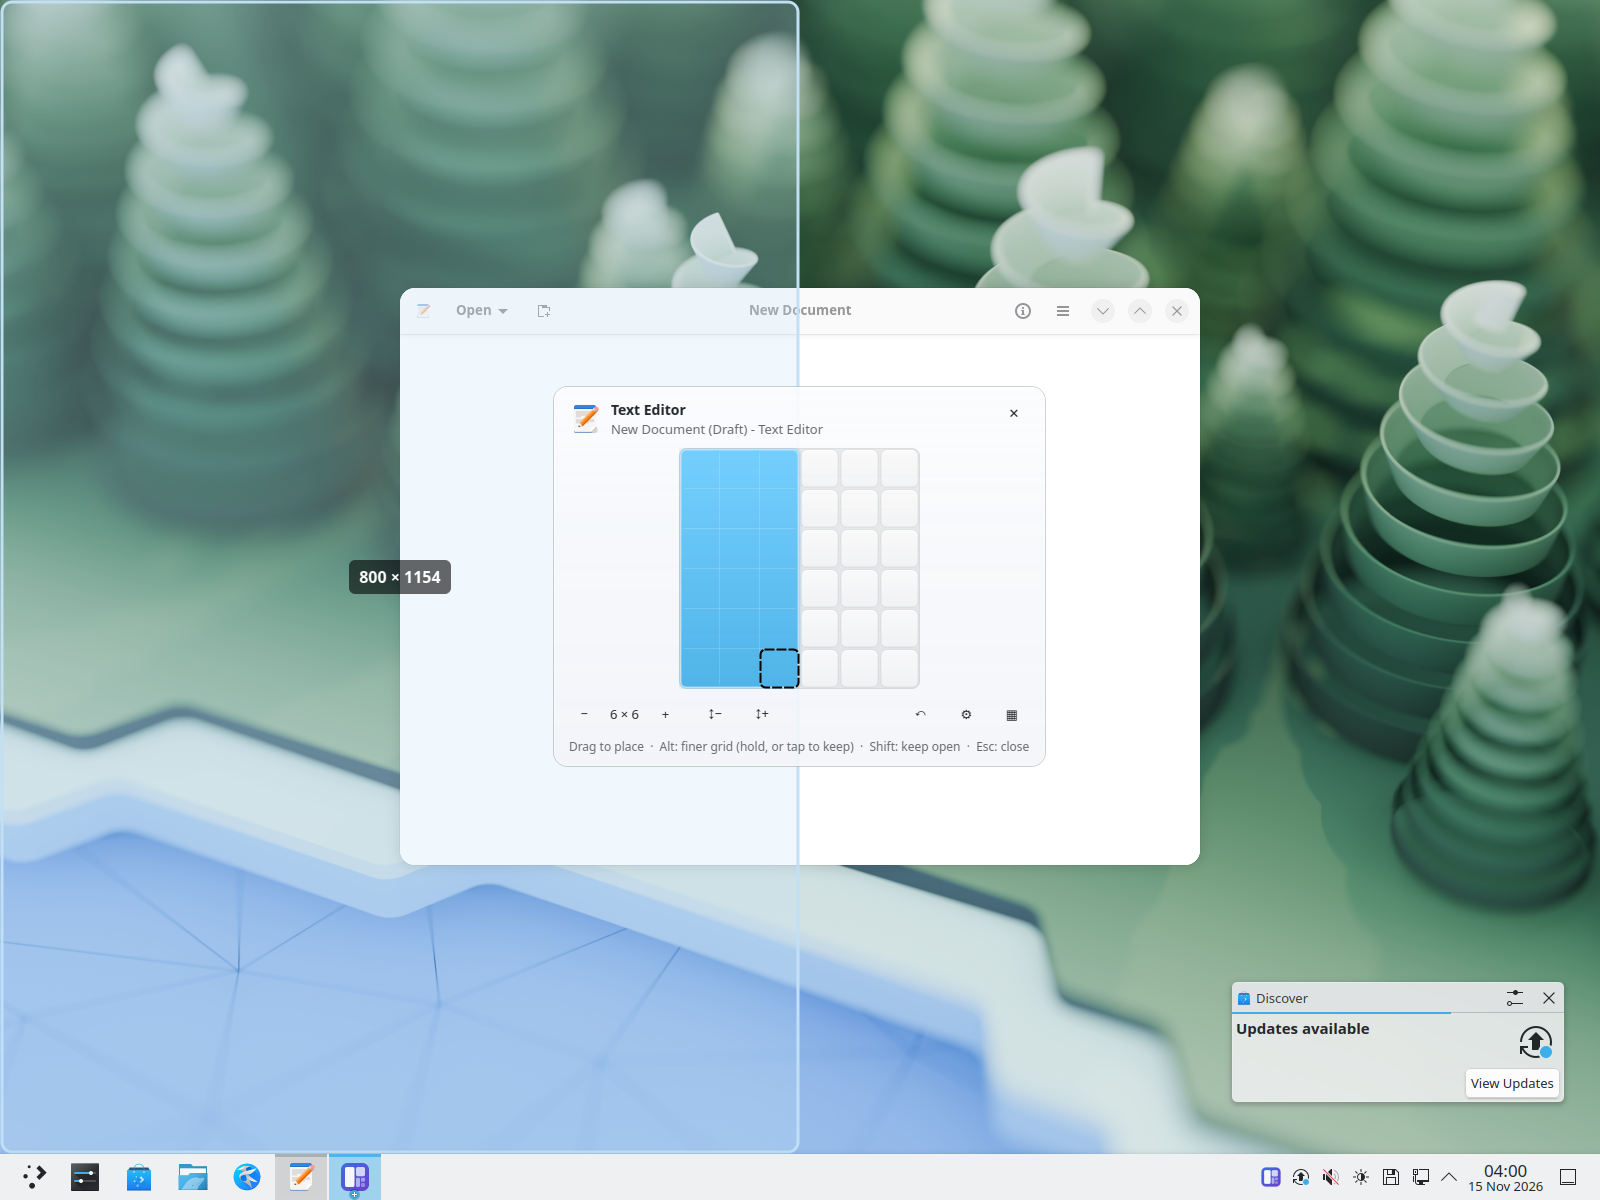 Open
New Document
Text Editor
New Document (Draft) - Text Editor
800 × 1154
− 6 × 6 + ↕− ↕+
Drag to place · Alt: finer grid (hold, or tap to keep) · Shift: keep open · Esc: close
Discover
Updates available
View Updates
04:00
15 Nov 2026